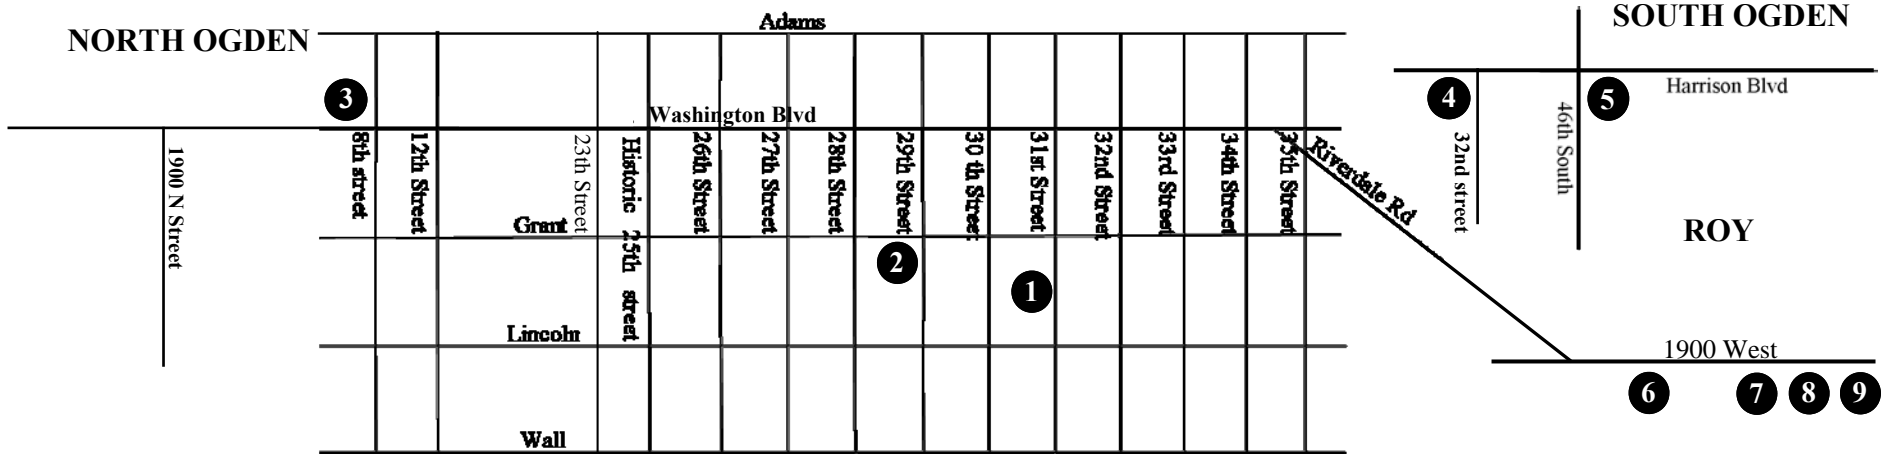 Adams
NORTH OGDEN
SOUTH OGDEN
3
4
5
Harrison Blvd
Washington Blvd
1900 N Street
8th street
12th Street
23th Street
Historic 25th street
26th Street
27th Street
28th Street
29th Street
30 th Street
31st Street
32nd Street
33rd Street
34th Street
35th Street
Riverdale Rd
32nd street
46th South
Grant
ROY
2
1
Lincoln
1900 West
6
7
8
9
Wall